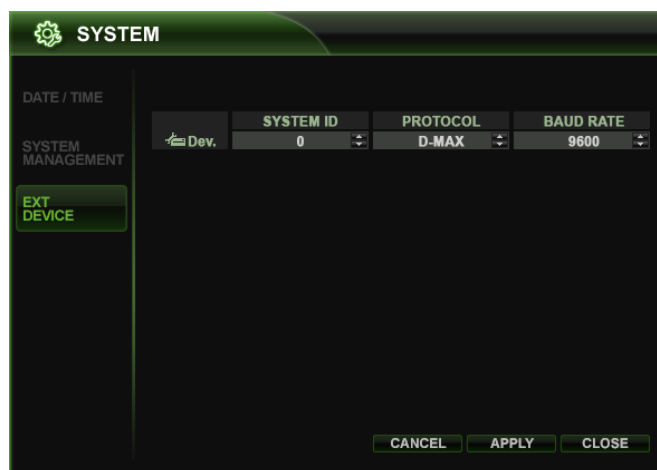 SYSTEM
DATE / TIME
SYSTEM
MANAGEMENT
EXT
DEVICE
SYSTEM ID PROTOCOL BAUD RATE
Dev. 0 D-MAX 9600
CANCEL APPLY CLOSE